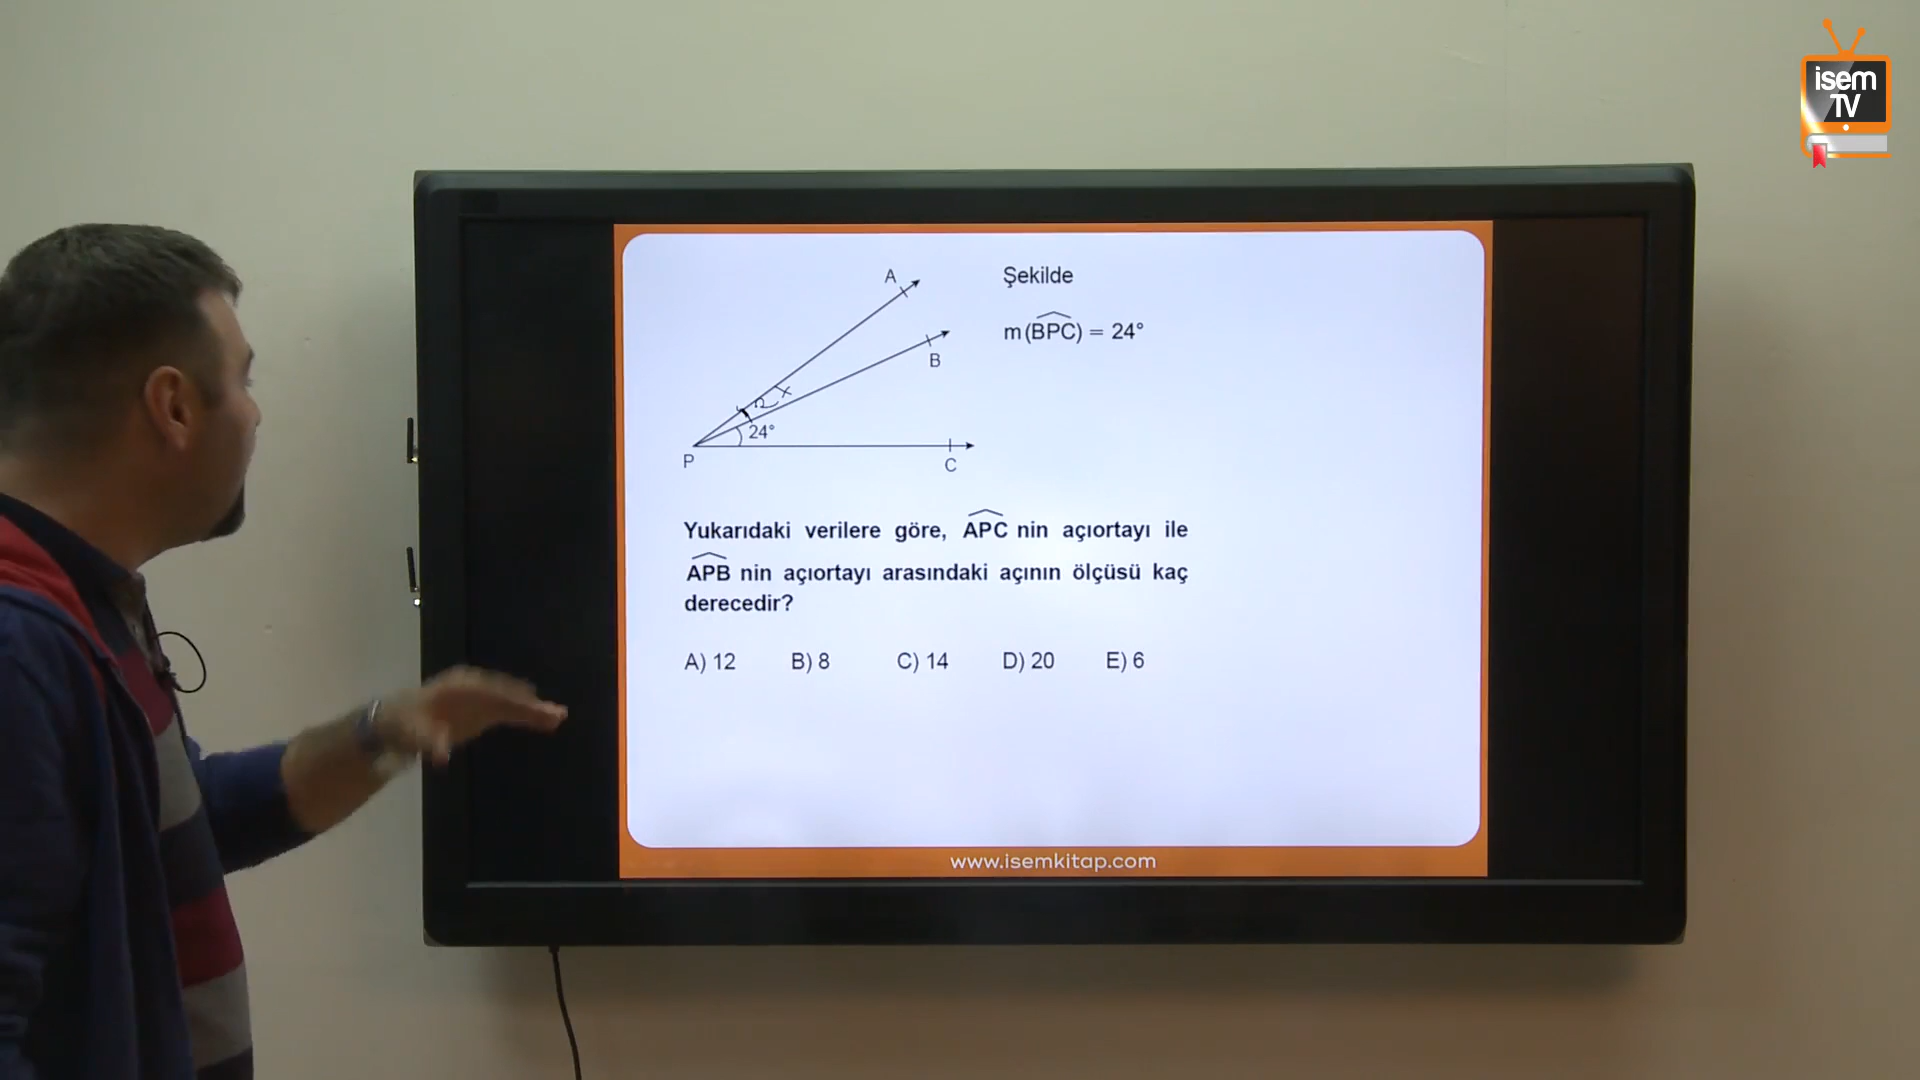 isem
TV
A
Şekilde
m(BPC) = 24°
B
2x
24°
P
C
Yukarıdaki verilere göre, APC nin açıortayı ile
APB nin açıortayı arasındaki açının ölçüsü kaç
derecedir?
A) 12 B) 8 C) 14 D) 20 E) 6
www.isemkitap.com